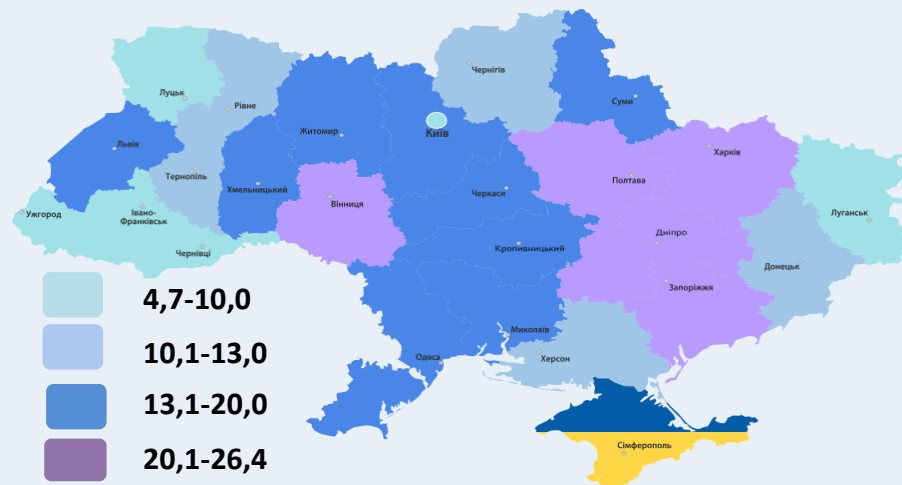 Чернігів
Луцьк
Рівне
Суми
Київ
Житомир
Львів
Харків
Тернопіль
Хмельницький
Полтава
Черкаси
Вінниця
Ужгород
Івано-
Франківськ
Луганськ
Дніпро
Кропивницький
Чернівці
Донецьк
Запоріжжя
4,7-10,0
10,1-13,0
Миколаїв
Одеса
Херсон
13,1-20,0
Сімферополь
20,1-26,4